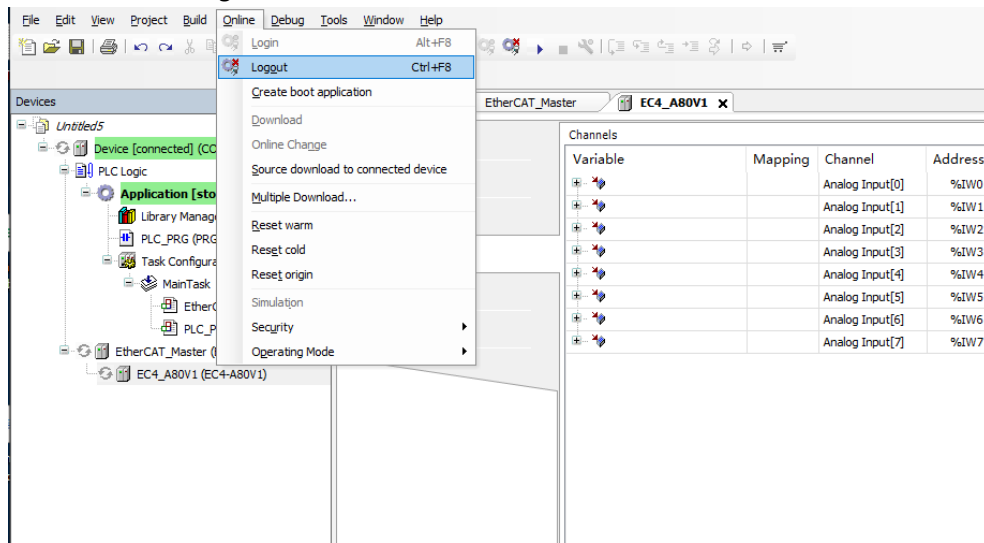 File Edit View Project Build Online Debug Tools Window Help
Login Alt+F8
Logout Ctrl+F8
Create boot application
Download
Online Change
Source download to connected device
Multiple Download...
Reset warm
Reset cold
Reset origin
Simulation
Security
Operating Mode
Devices
Untitled5
Device [connected] (CO
PLC Logic
Application [sto
Library Manag
PLC_PRG (PRG
Task Configura
MainTask
EtherC
PLC_P
EtherCAT_Master (
EC4_A80V1 (EC4-A80V1)
EtherCAT_Master EC4_A80V1 x
Channels
Variable Mapping Channel Address
Analog Input[0] %IW0
Analog Input[1] %IW1
Analog Input[2] %IW2
Analog Input[3] %IW3
Analog Input[4] %IW4
Analog Input[5] %IW5
Analog Input[6] %IW6
Analog Input[7] %IW7